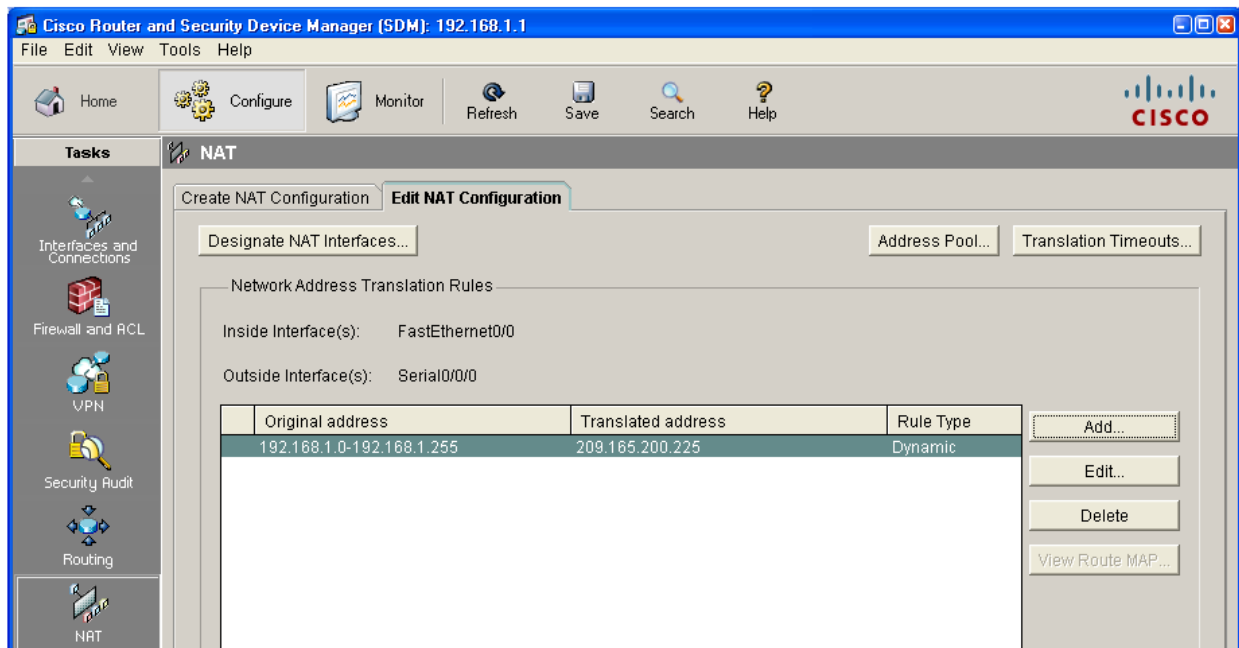 Cisco Router and Security Device Manager (SDM): 192.168.1.1
File Edit View Tools Help
Home Configure Monitor Refresh Save Search Help CISCO
Tasks
NAT
Interfaces and Connections
Firewall and ACL
VPN
Security Audit
Routing
NAT
Create NAT Configuration Edit NAT Configuration
Designate NAT Interfaces... Address Pool... Translation Timeouts...
Network Address Translation Rules
Inside Interface(s): FastEthernet0/0
Outside Interface(s): Serial0/0/0
Original address Translated address Rule Type
192.168.1.0-192.168.1.255 209.165.200.225 Dynamic
Add...
Edit...
Delete
View Route MAP...